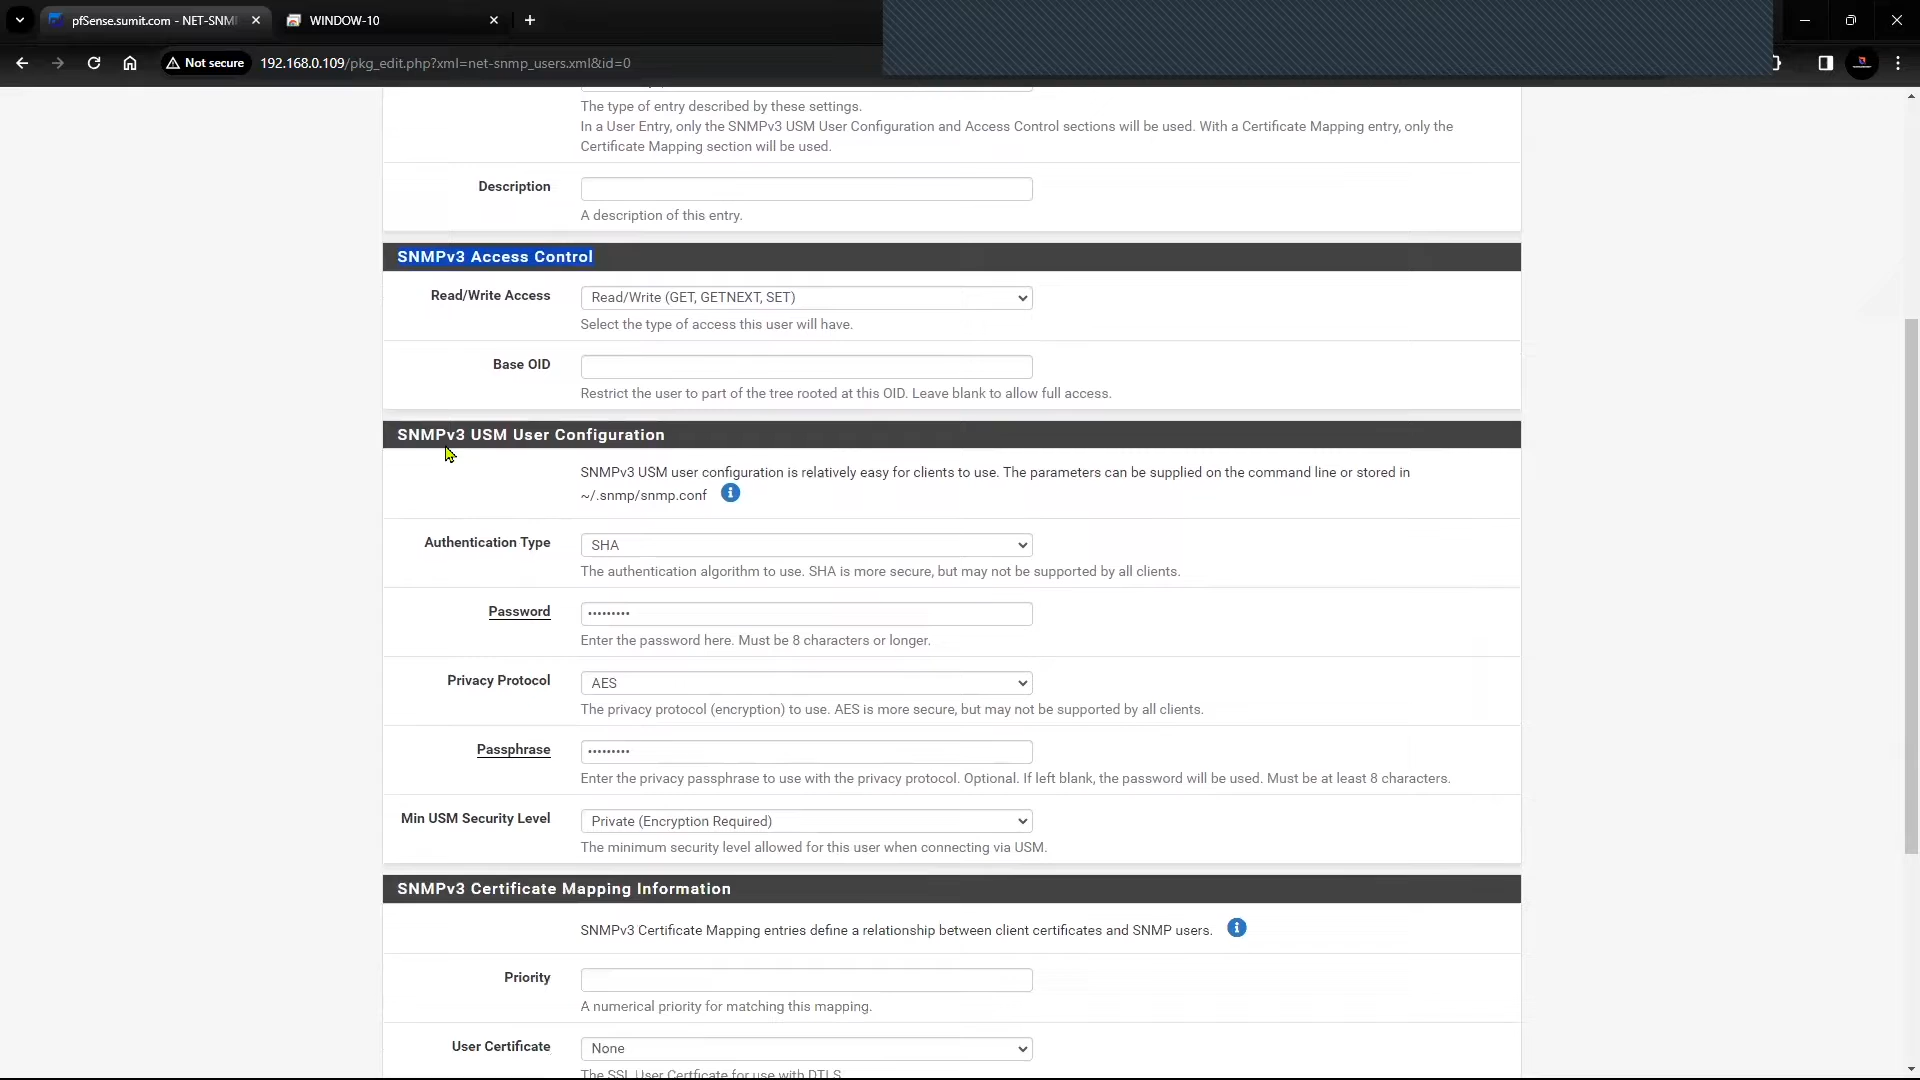 pfSense.sumit.com - NET-SNM
WINDOW-10
Not secure
192.168.0.109/pkg_edit.php?xml=net-snmp_users.xml&id=0
The type of entry described by these settings.
In a User Entry, only the SNMPv3 USM User Configuration and Access Control sections will be used. With a Certificate Mapping entry, only the
Certificate Mapping section will be used.
Description
A description of this entry.
SNMPv3 Access Control
Read/Write Access
Read/Write (GET, GETNEXT, SET)
Select the type of access this user will have.
Base OID
Restrict the user to part of the tree rooted at this OID. Leave blank to allow full access.
SNMPv3 USM User Configuration
SNMPv3 USM user configuration is relatively easy for clients to use. The parameters can be supplied on the command line or stored in
~/.snmp/snmp.conf
Authentication Type
SHA
The authentication algorithm to use. SHA is more secure, but may not be supported by all clients.
Password
•••••••••
Enter the password here. Must be 8 characters or longer.
Privacy Protocol
AES
The privacy protocol (encryption) to use. AES is more secure, but may not be supported by all clients.
Passphrase
•••••••••
Enter the privacy passphrase to use with the privacy protocol. Optional. If left blank, the password will be used. Must be at least 8 characters.
Min USM Security Level
Private (Encryption Required)
The minimum security level allowed for this user when connecting via USM.
SNMPv3 Certificate Mapping Information
SNMPv3 Certificate Mapping entries define a relationship between client certificates and SNMP users.
Priority
A numerical priority for matching this mapping.
User Certificate
None
The SSL User Certficate for use with DTLS